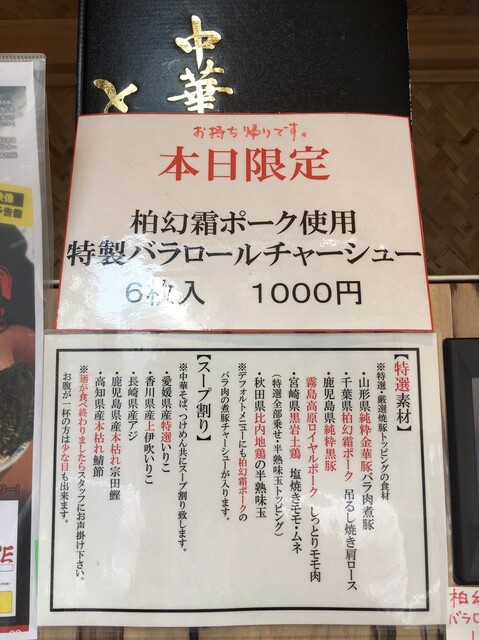 中華そ
お持ち帰りです。
本日限定
柏幻霜ポーク使用
特製バラロールチャーシュー
6枚入 1000円
【特選素材】
※特選・厳選焼豚トッピングの食材
・山形県純粋金華豚バラ肉煮豚
・千葉県柏幻霜ポーク 吊るし焼き肩ロース
・鹿児島県純粋黒豚
霧島高原ロイヤルポーク しっとりモモ肉
・宮崎県黒岩土鶏 塩焼きモモ・ムネ
(特選全部乗せ・半熟味玉トッピング)
・秋田県比内地鶏の半熟味玉
※デフォルトメニューにも柏幻霜ポークの
バラ肉の煮豚チャーシューが入ります。
【スープ割り】
※中華そば、つけめん共にスープ割り致します。
・愛媛県産特選いりこ
・香川県産上伊吹いりこ
・長崎県産アジ
・鹿児島県産本枯れ宗田鰹
・高知県産本枯れ鯖節
※麺が食べ終わりましたらスタッフにお声掛け下さい。
お腹が一杯の方は少な目も出来ます。
柏幻
バラロ